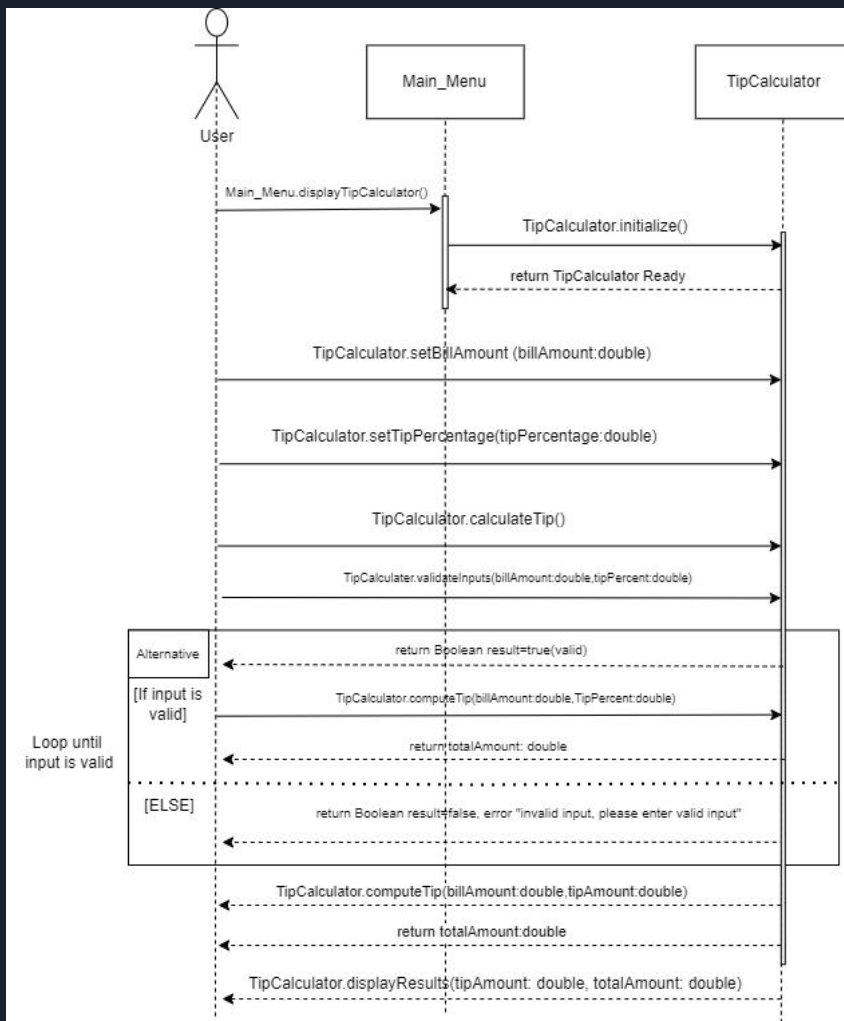 User
Main_Menu
TipCalculator
Main_Menu.displayTipCalculator()
TipCalculator.initialize()
return TipCalculator Ready
TipCalculator.setBillAmount (billAmount:double)
TipCalculator.setTipPercentage(tipPercentage:double)
TipCalculator.calculateTip()
TipCalculater.validateInputs(billAmount:double,tipPercent:double)
Alternative
return Boolean result=true(valid)
[If input is
valid]
TipCalculator.computeTip(billAmount:double,TipPercent:double)
Loop until
input is valid
return totalAmount: double
[ELSE]
return Boolean result=false, error "invalid input, please enter valid input"
TipCalculator.computeTip(billAmount:double,tipAmount:double)
return totalAmount:double
TipCalculator.displayResults(tipAmount: double, totalAmount: double)